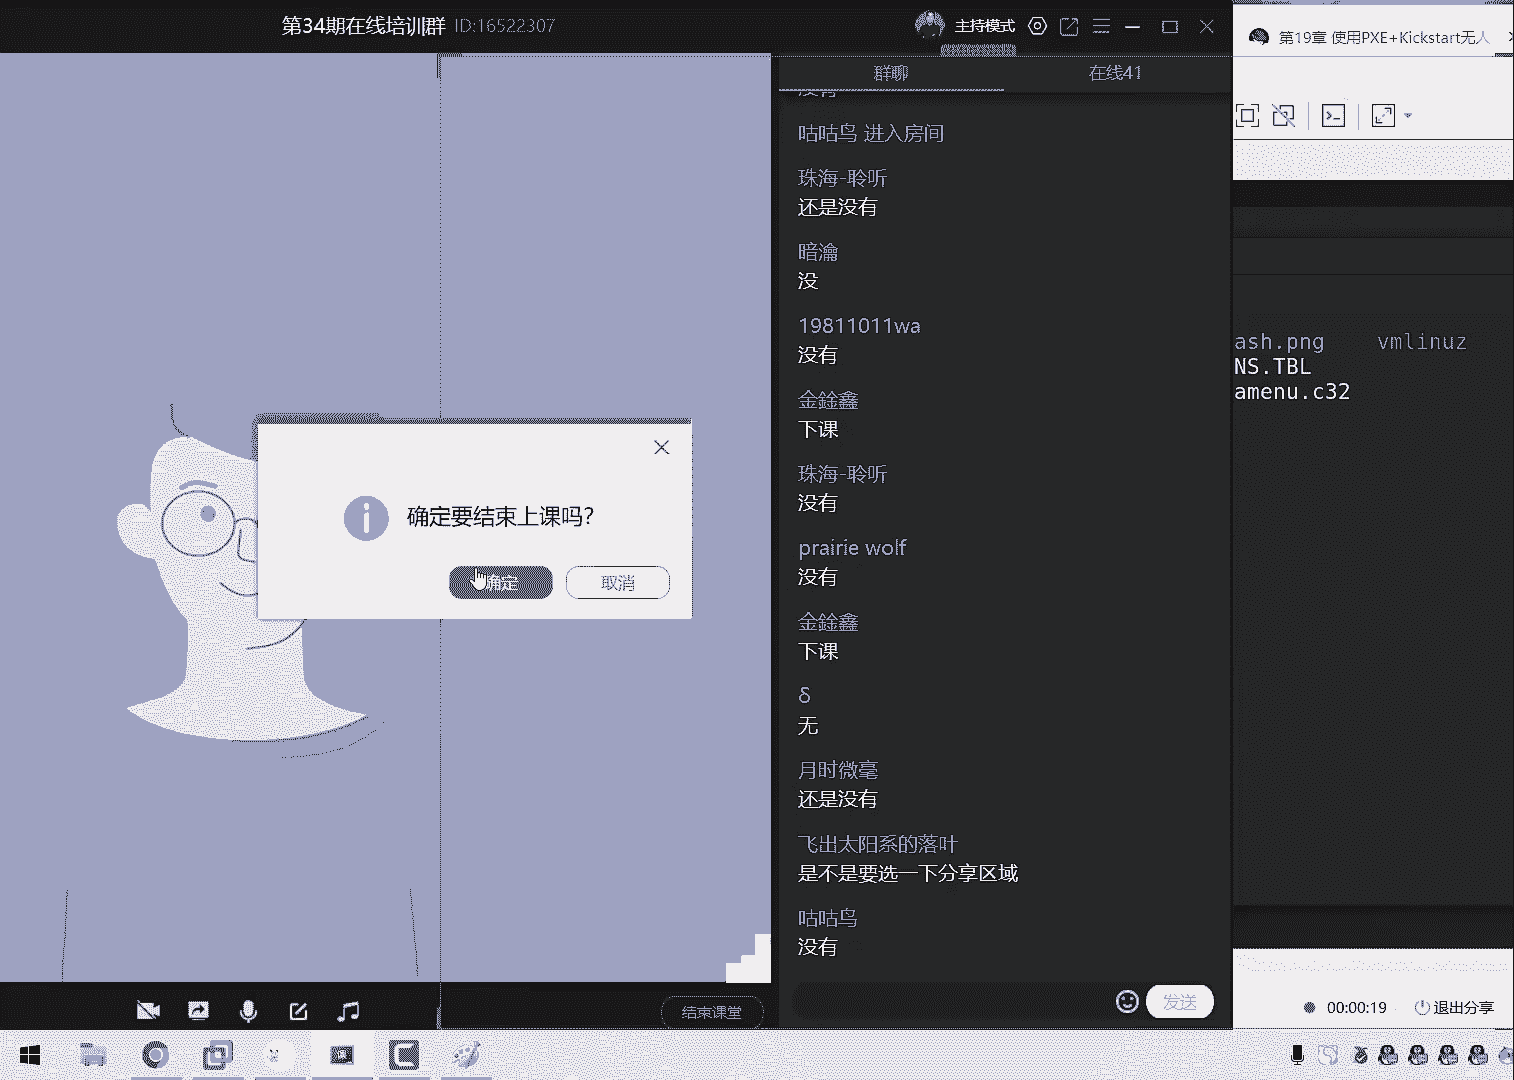 第34期在线培训群 ID:16522307
主持模式
第19章 使用PXE+Kickstart无人
群聊
在线41
没有
咕咕鸟 进入房间
珠海-聆听
还是没有
暗瀹
没
19811011wa
没有
金錀鑫
下课
珠海-聆听
没有
prairie wolf
没有
金錀鑫
下课
δ
无
月时微毫
还是没有
飞出太阳系的落叶
是不是要选一下分享区域
咕咕鸟
没有
发送
确定要结束上课吗?
确定
取消
ash.png vmlinuz
NS.TBL
amenu.c32
结束课堂
00:00:19
退出分享